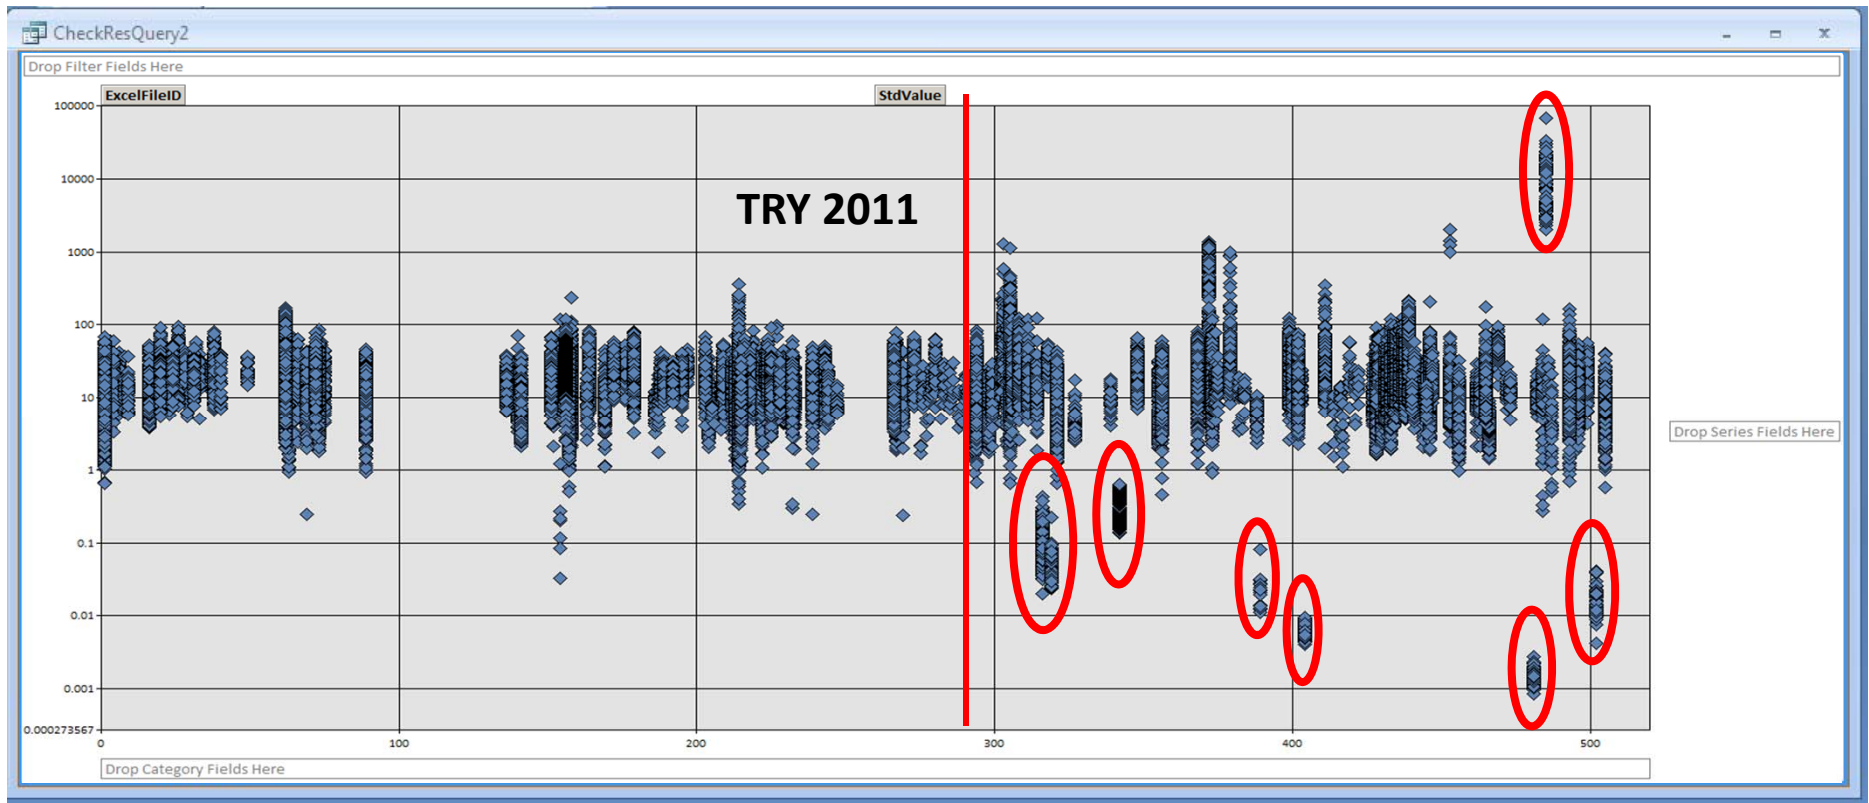 CheckResQuery2
Drop Filter Fields Here
ExcelFileID
StdValue
100000
10000
TRY 2011
1000
100
10
Drop Series Fields Here
1
0.1
0.01
0.001
0.000273567
0
100
200
300
400
500
Drop Category Fields Here